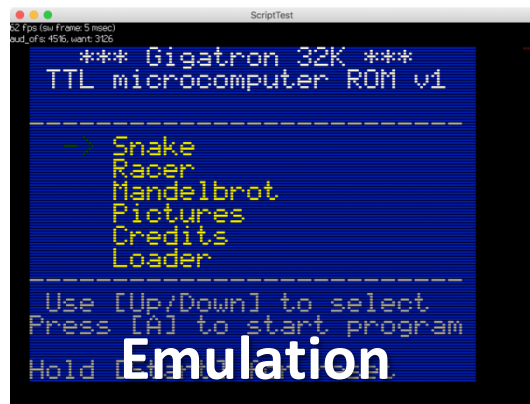 ScriptTest
62 fps (sw frame: 5 msec)
aud_ofs: 4516, want: 3126
*** Gigatron 32K ***
TTL microcomputer ROM v1
-> Snake
Racer
Mandelbrot
Pictures
Credits
Loader
Use [Up/Down] to select
Press [A] to start program
Hold
Emulation